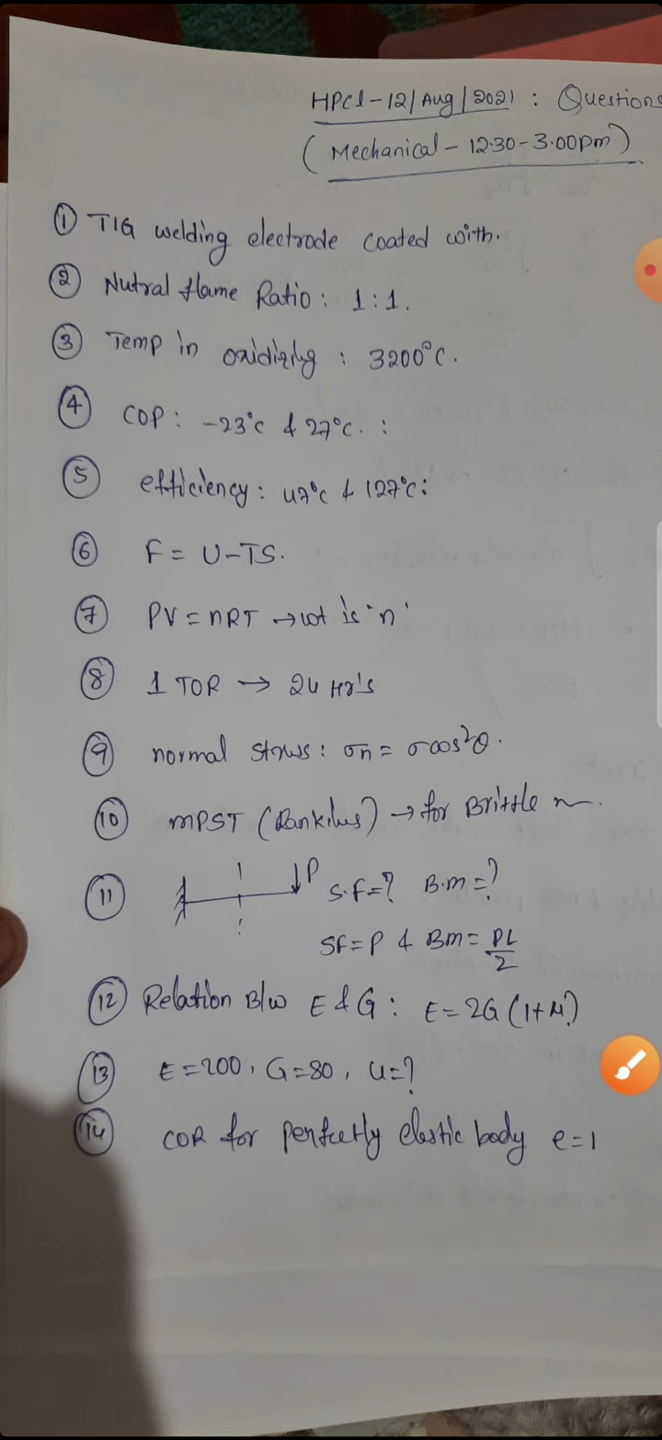 HPCl-12/Aug/2021 : Questions
(Mechanical - 12.30-3.00pm)
① TIG welding electrode coated with.
② Nutral flame Ratio: 1:1.
③ Temp in oxidizing : 3200°C.
④ COP: -23°c & 27°c. :
⑤ efficiency: 47°c & 127°c:
⑥ F = U-TS.
⑦ PV = nRT → wt is 'n'
⑧ 1 TOR → 24 Hr's
⑨ normal stress: σn = σcos²θ.
⑩ MPST (Rankines) → for Brittle m.
⑪ P S.F=? B.m=?
SF=P & Bm= PL/2
⑫ Relation B/w E & G: E=2G(1+μ)
⑬ E=200, G=80, u=?
⑭ COR for perfectly elastic body e=1